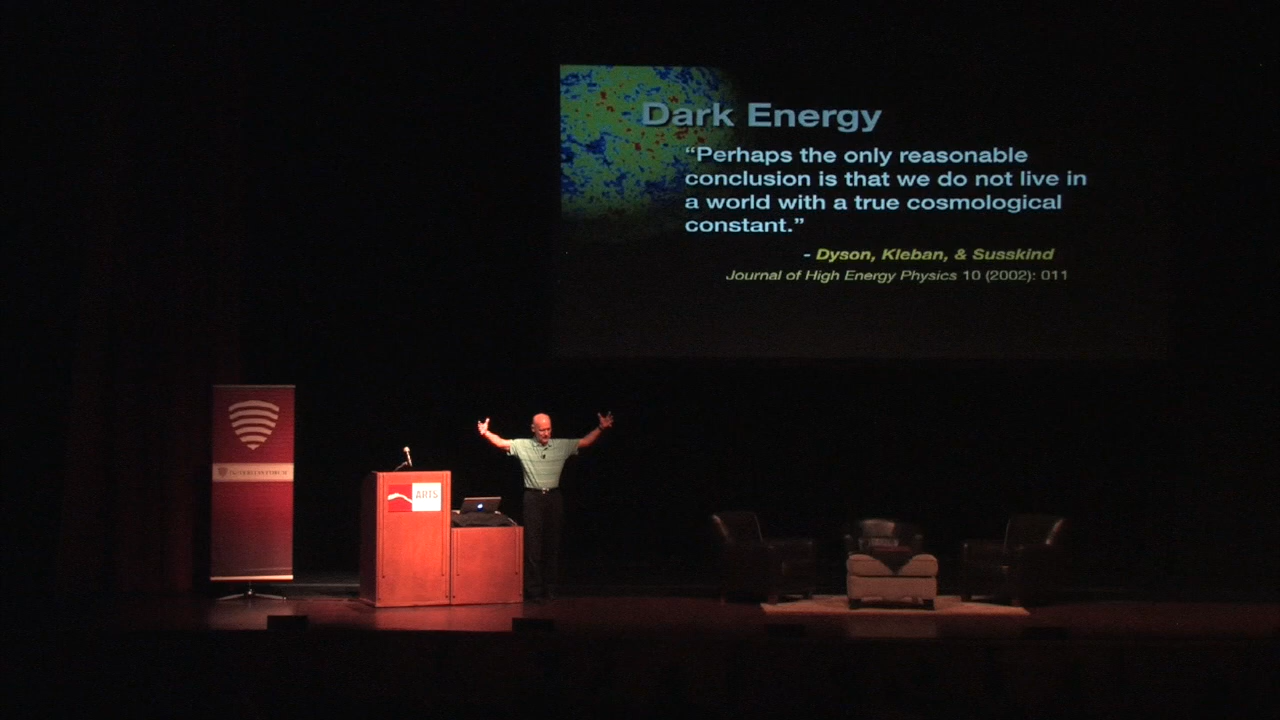 Dark Energy
“Perhaps the only reasonable
conclusion is that we do not live in
a world with a true cosmological
constant.”
- Dyson, Kleban, & Susskind
Journal of High Energy Physics 10 (2002): 011
ARTS